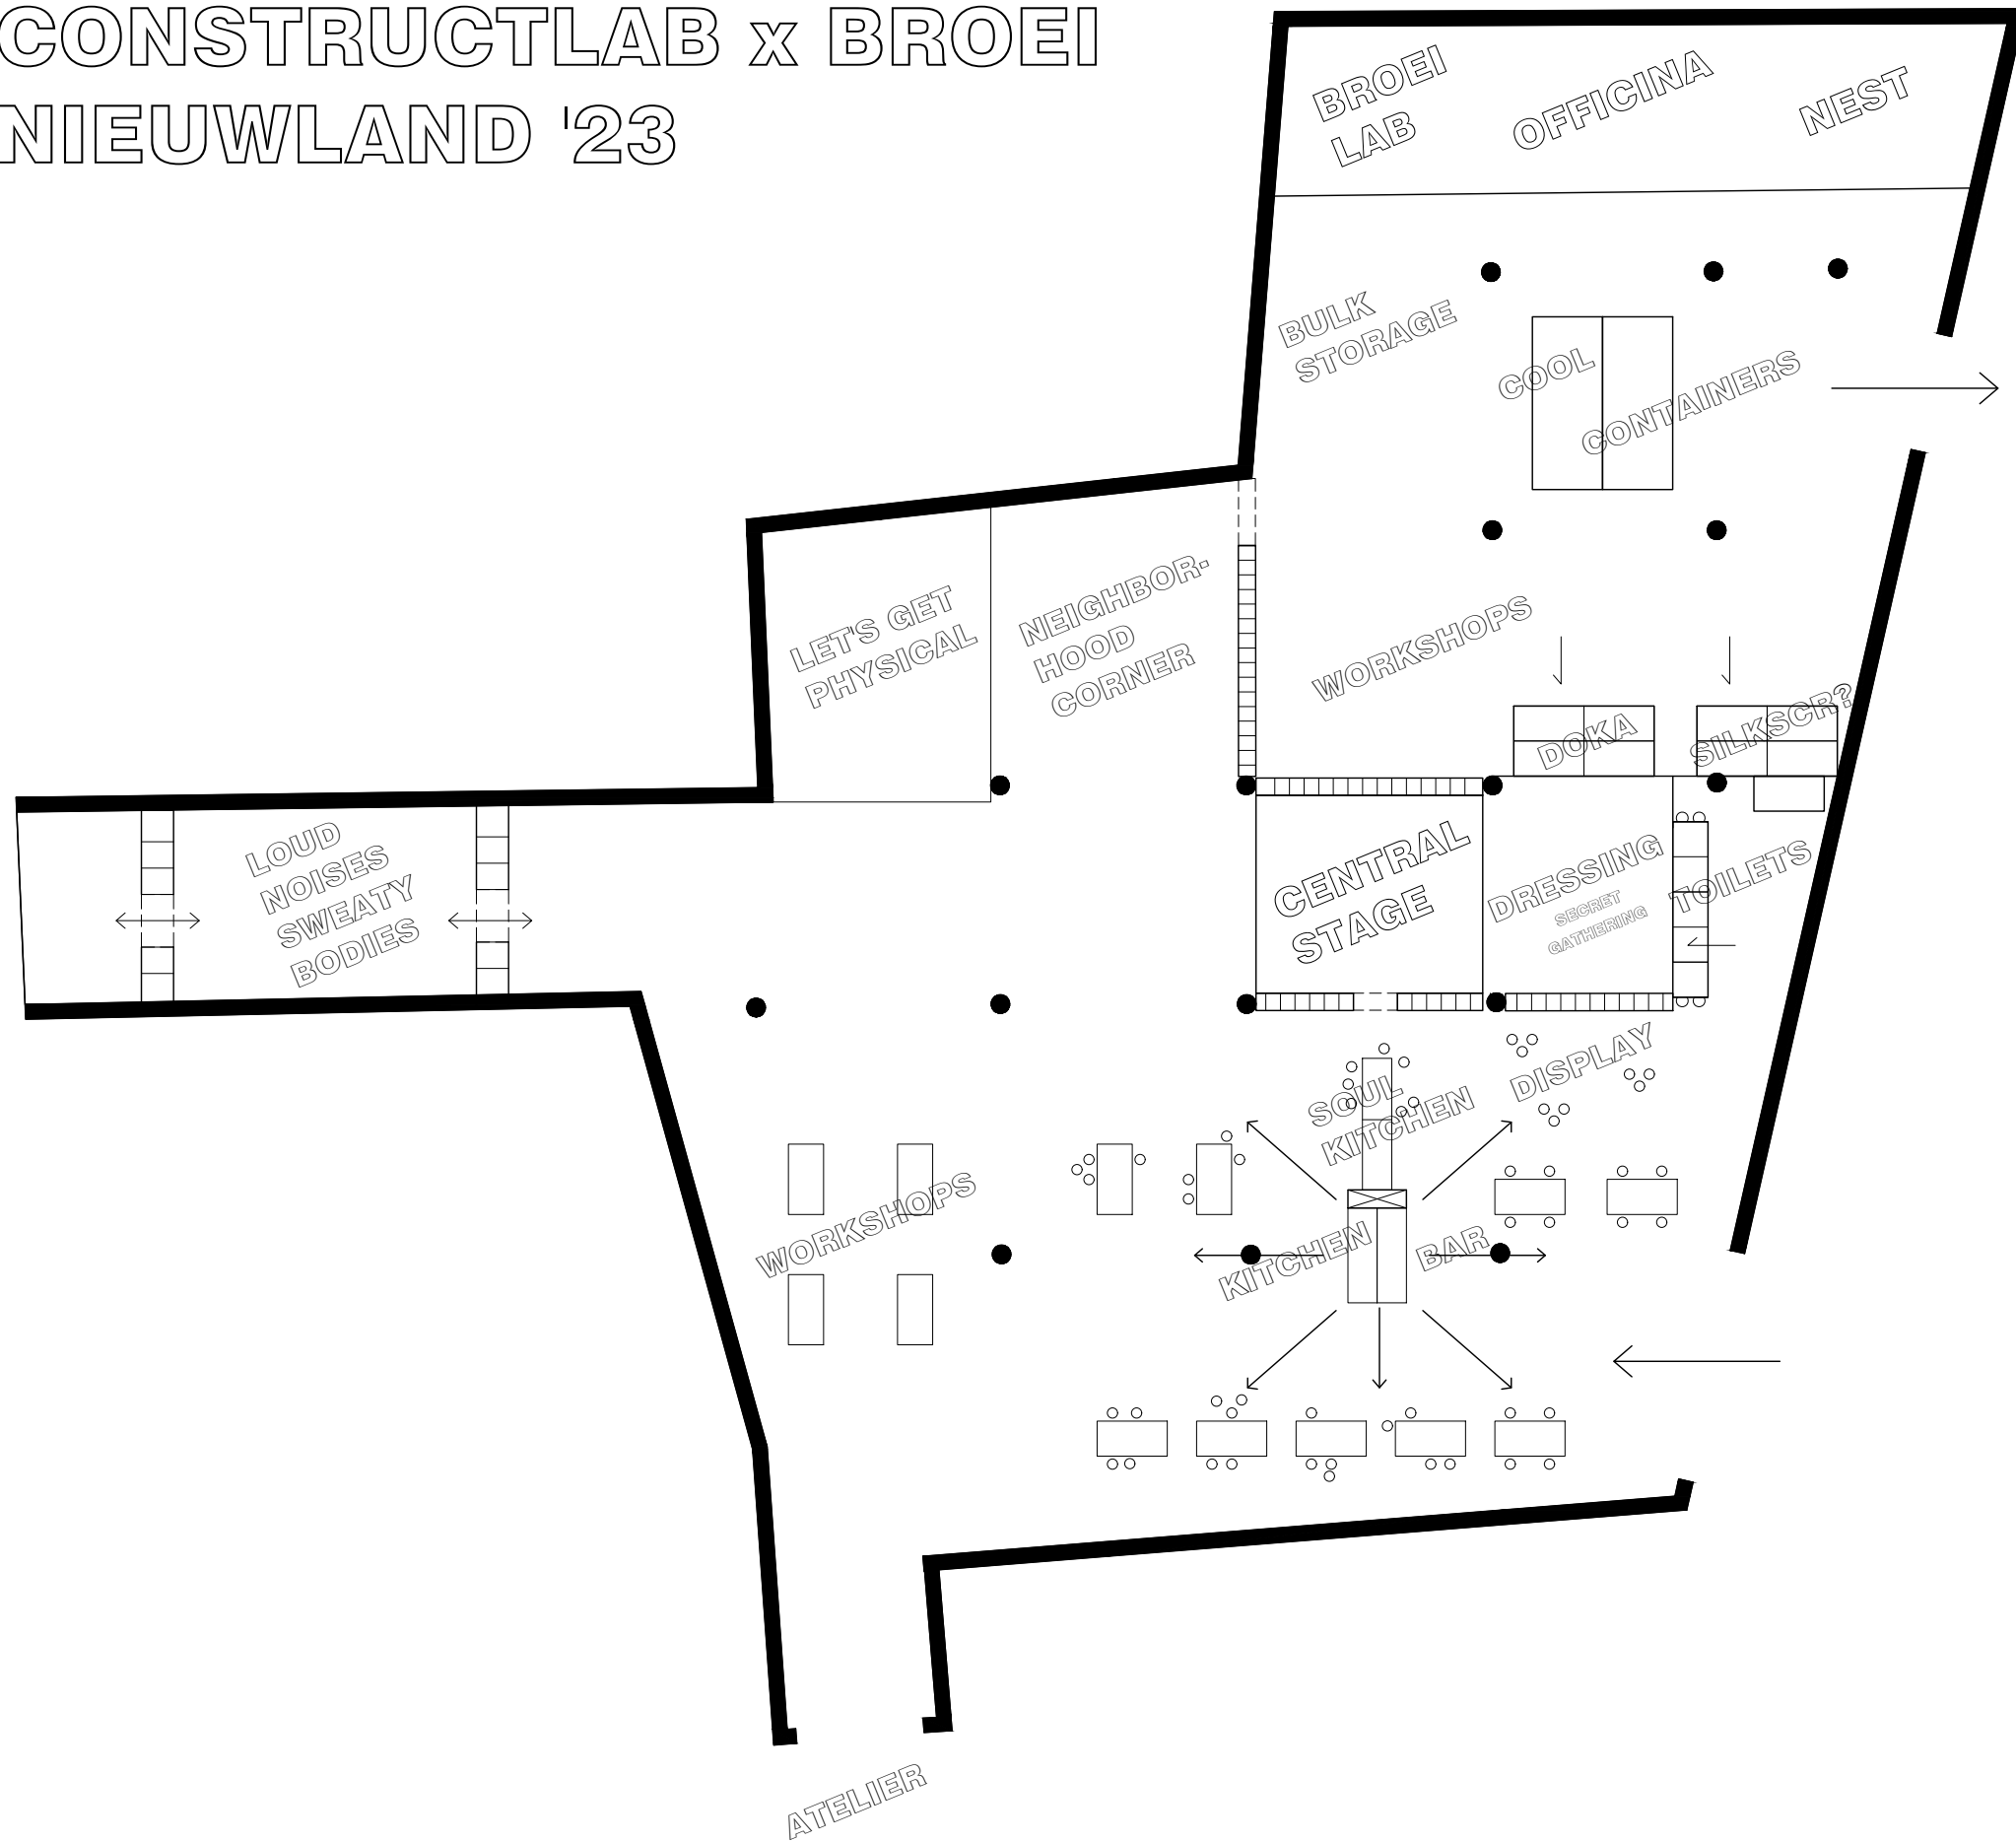 CONSTRUCTLAB x BROEI
NIEUWLAND '23
BROEI
LAB
OFFICINA
NEST
BULK
STORAGE
COOL
CONTAINERS
LET'S GET
PHYSICAL
NEIGHBOR-
HOOD
CORNER
WORKSHOPS
DOKA
SILKSCR?
LOUD
NOISES
SWEATY
BODIES
CENTRAL
STAGE
DRESSING
SECRET
GATHERING
TOILETS
SOUL
KITCHEN
DISPLAY
WORKSHOPS
KITCHEN
BAR
ATELIER